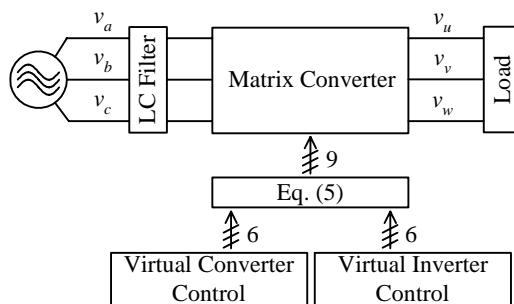 v_a
v_b
v_c
LC Filter
Matrix Converter
v_u
v_v
v_w
Load
9
Eq. (5)
6
6
Virtual Converter
Control
Virtual Inverter
Control